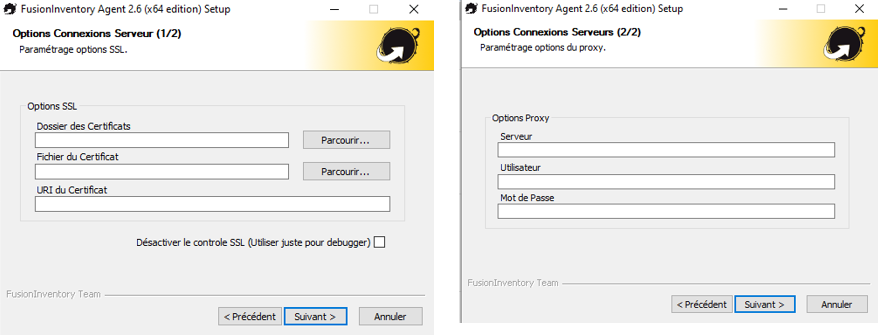 FusionInventory Agent 2.6 (x64 edition) Setup
Options Connexions Serveur (1/2)
Paramétrage options SSL.
Options SSL
Dossier des Certificats
Parcourir...
Fichier du Certificat
Parcourir...
URI du Certificat
Désactiver le controle SSL (Utiliser juste pour debugger)
FusionInventory Team
< Précédent
Suivant >
Annuler
FusionInventory Agent 2.6 (x64 edition) Setup
Options Connexions Serveurs (2/2)
Paramétrage options du proxy.
Options Proxy
Serveur
Utilisateur
Mot de Passe
FusionInventory Team
< Précédent
Suivant >
Annuler